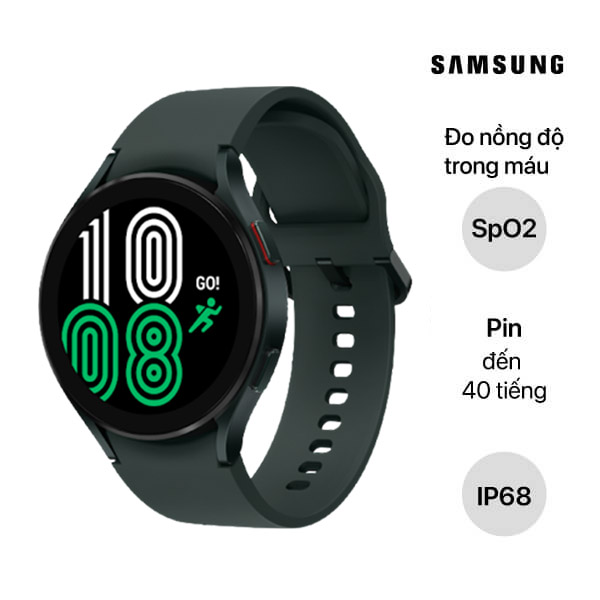 SAMSUNG
Đo nồng độ
trong máu
SpO2
10
GO!
08
Pin
đến
40 tiếng
IP68